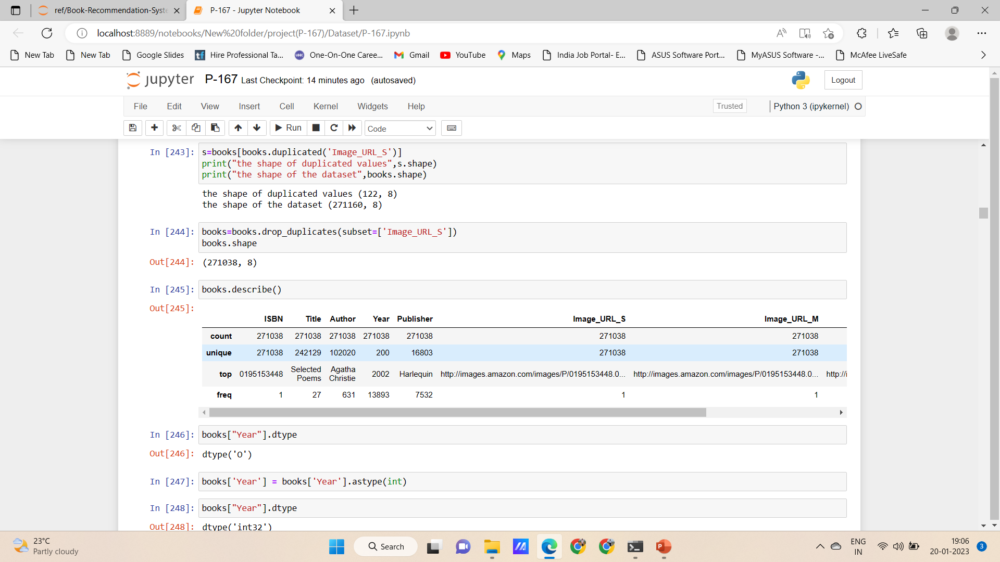 ref/Book-Recommendation-Syste
P-167 - Jupyter Notebook
localhost:8889/notebooks/New%20folder/project(P-167)/Dataset/P-167.ipynb
New Tab
New Tab
Google Slides
tf
Hire Professional Ta...
UHC
One-On-One Caree...
Gmail
YouTube
Maps
India Job Portal- E...
ASUS Software Port...
MyASUS Software -...
McAfee LiveSafe
jupyter P-167 Last Checkpoint: 14 minutes ago (autosaved)
Logout
File Edit View Insert Cell Kernel Widgets Help
Trusted
Python 3 (ipykernel)
Run
Code
In [243]: s=books[books.duplicated('Image_URL_S')]
print("the shape of duplicated values",s.shape)
print("the shape of the dataset",books.shape)
the shape of duplicated values (122, 8)
the shape of the dataset (271160, 8)
In [244]: books=books.drop_duplicates(subset=['Image_URL_S'])
books.shape
Out[244]: (271038, 8)
In [245]: books.describe()
Out[245]:
ISBN Title Author Year Publisher Image_URL_S Image_URL_M
count 271038 271038 271038 271038 271038 271038 271038
unique 271038 242129 102020 200 16803 271038 271038
top 0195153448 Selected Poems Agatha Christie 2002 Harlequin http://images.amazon.com/images/P/0195153448.0... http://images.amazon.com/images/P/0195153448.0... http://i
freq 1 27 631 13893 7532 1 1
In [246]: books["Year"].dtype
Out[246]: dtype('O')
In [247]: books['Year'] = books['Year'].astype(int)
In [248]: books["Year"].dtype
Out[248]: dtype('int32')
23°C
Partly cloudy
Search
ENG
IN
19:06
20-01-2023
3